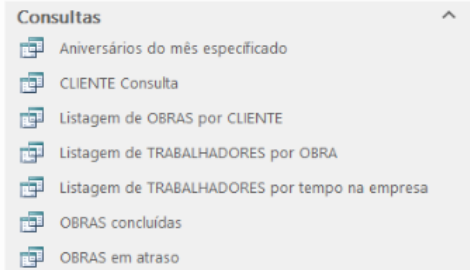 Consultas
Aniversários do mês específicado
CLIENTE Consulta
Listagem de OBRAS por CLIENTE
Listagem de TRABALHADORES por OBRA
Listagem de TRABALHADORES por tempo na empresa
OBRAS concluídas
OBRAS em atraso